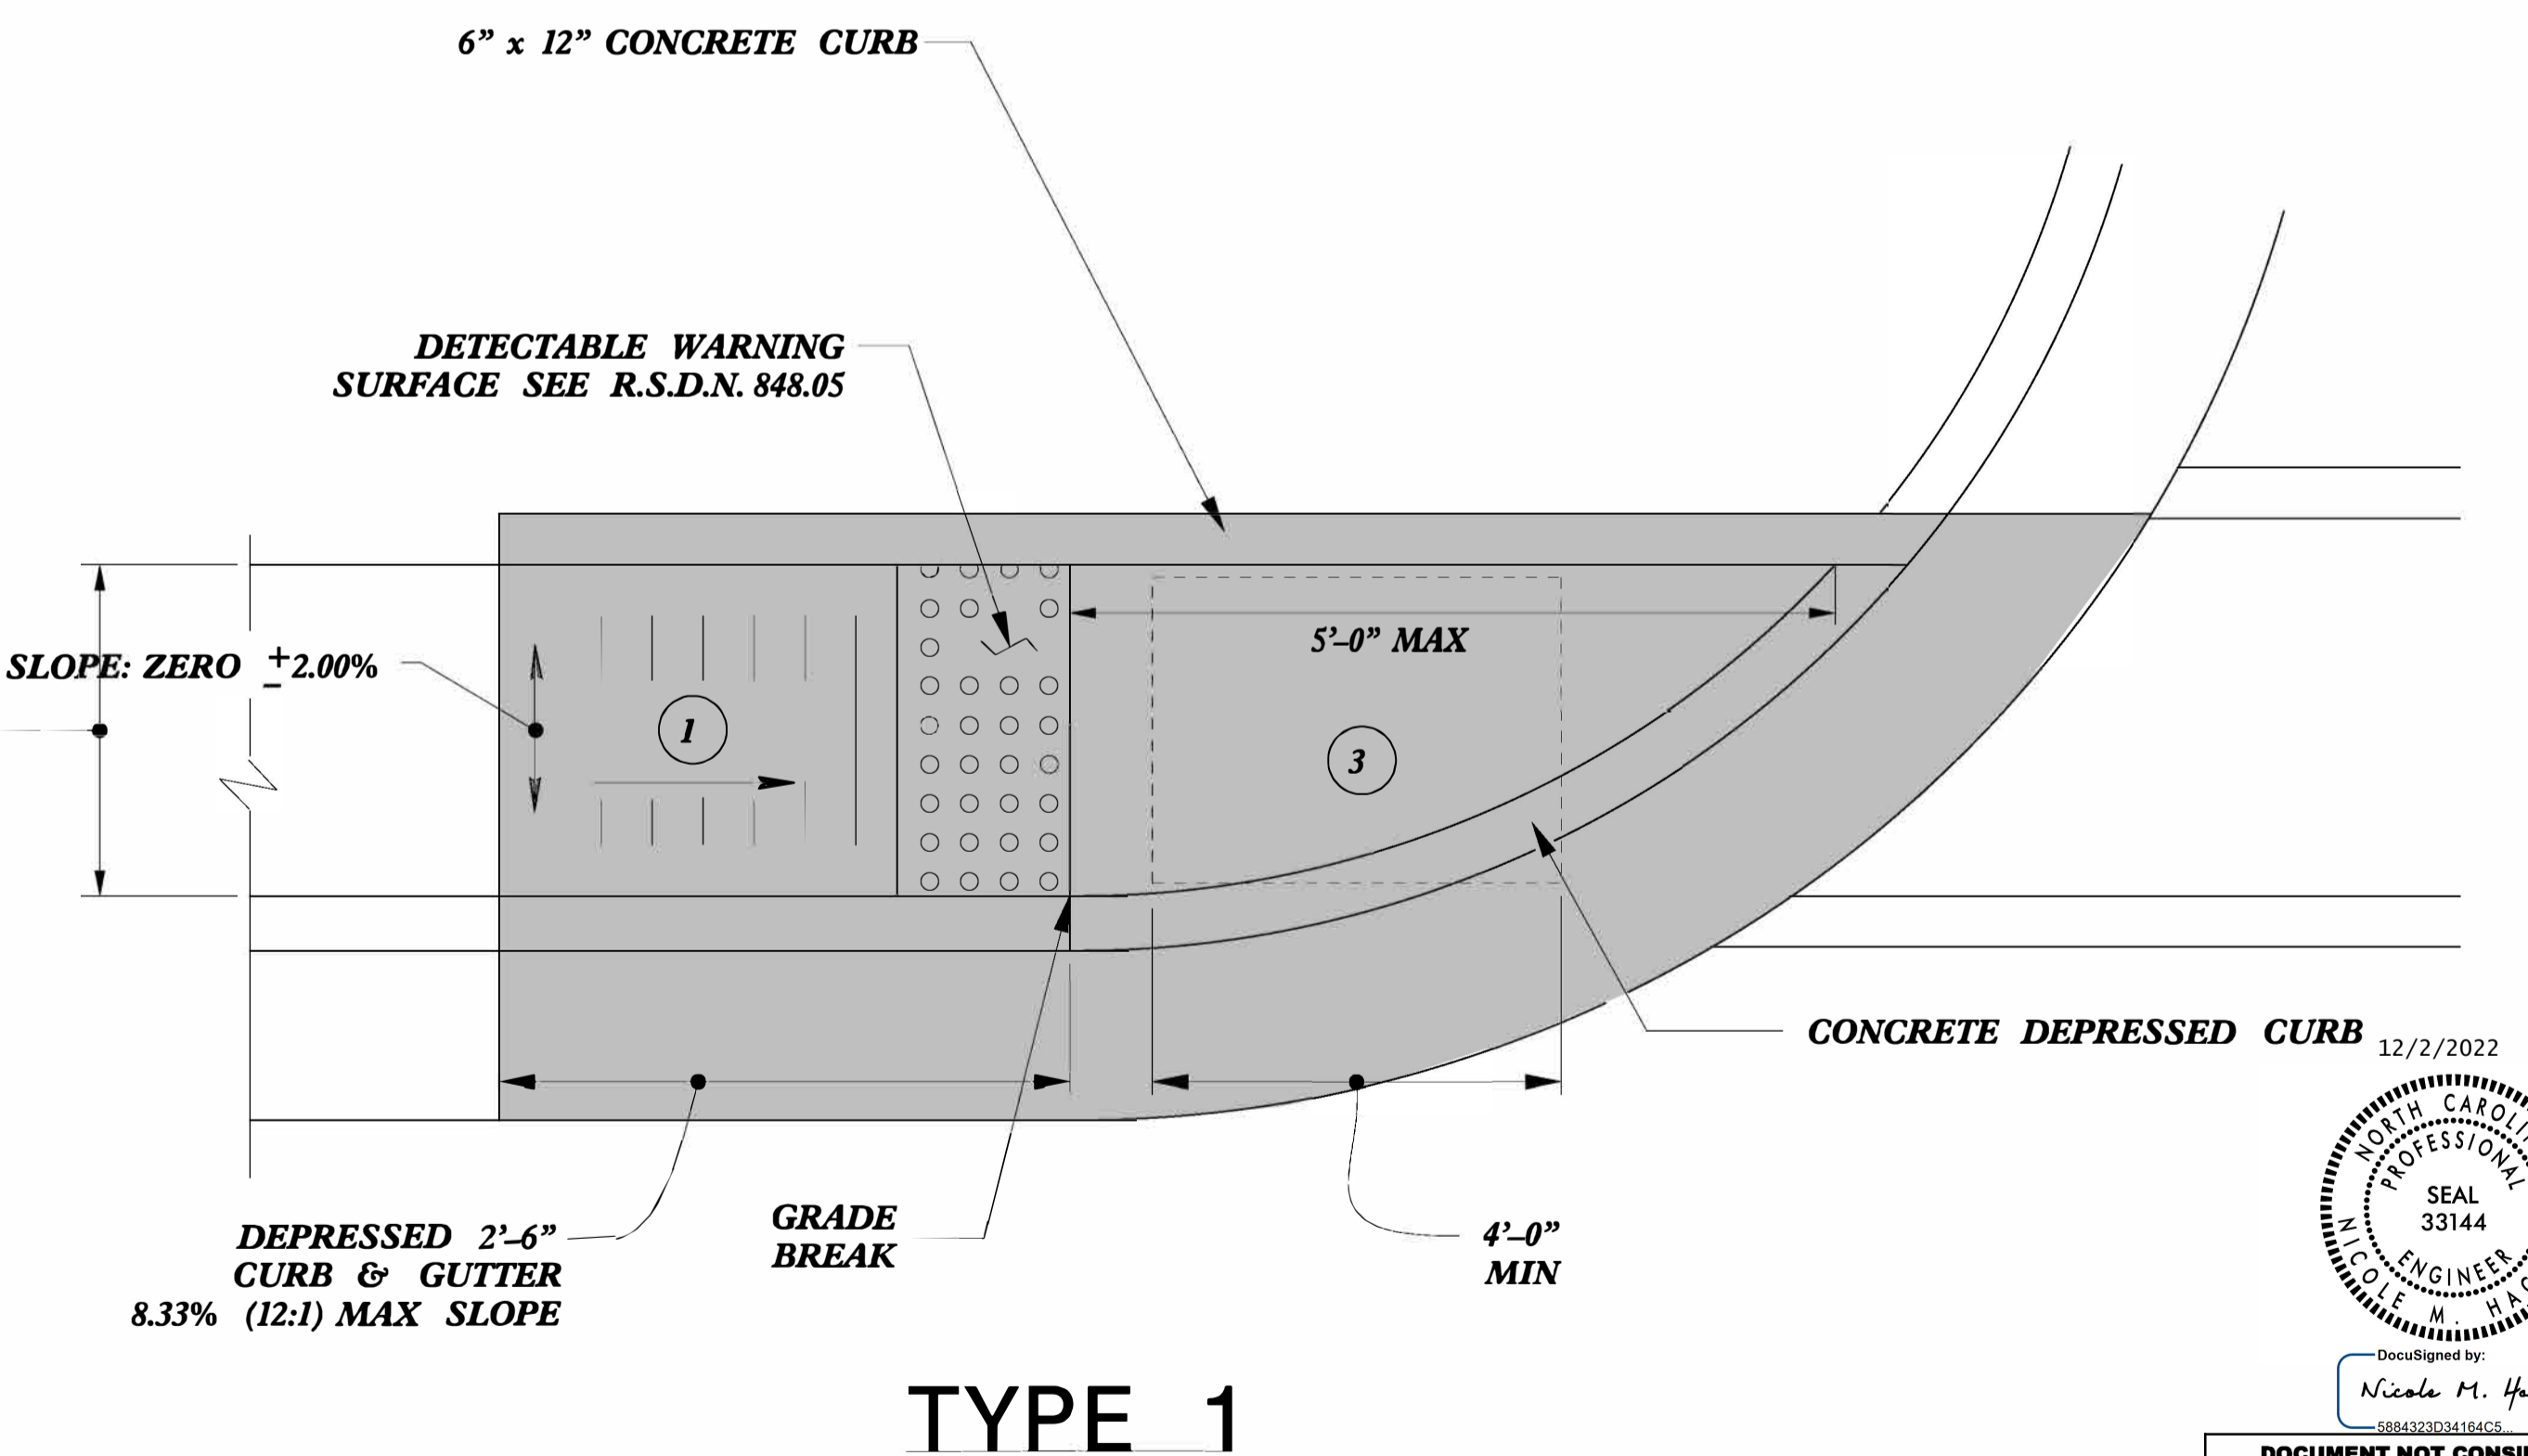 6” x 12” CONCRETE CURB
DETECTABLE WARNING
SURFACE SEE R.S.D.N. 848.05
SLOPE: ZERO ±2.00%
5’–0” MAX
1
3
CONCRETE DEPRESSED CURB
12/2/2022
DEPRESSED 2’–6”
CURB & GUTTER
8.33% (12:1) MAX SLOPE
GRADE
BREAK
4’–0”
MIN
TYPE 1
NORTH
PROFESSIONAL
SEAL
33144
ENGINEER
NICOLE M.
DocuSigned by:
Nicole M.
5884323D34164C5...
DOCUMENT NOT